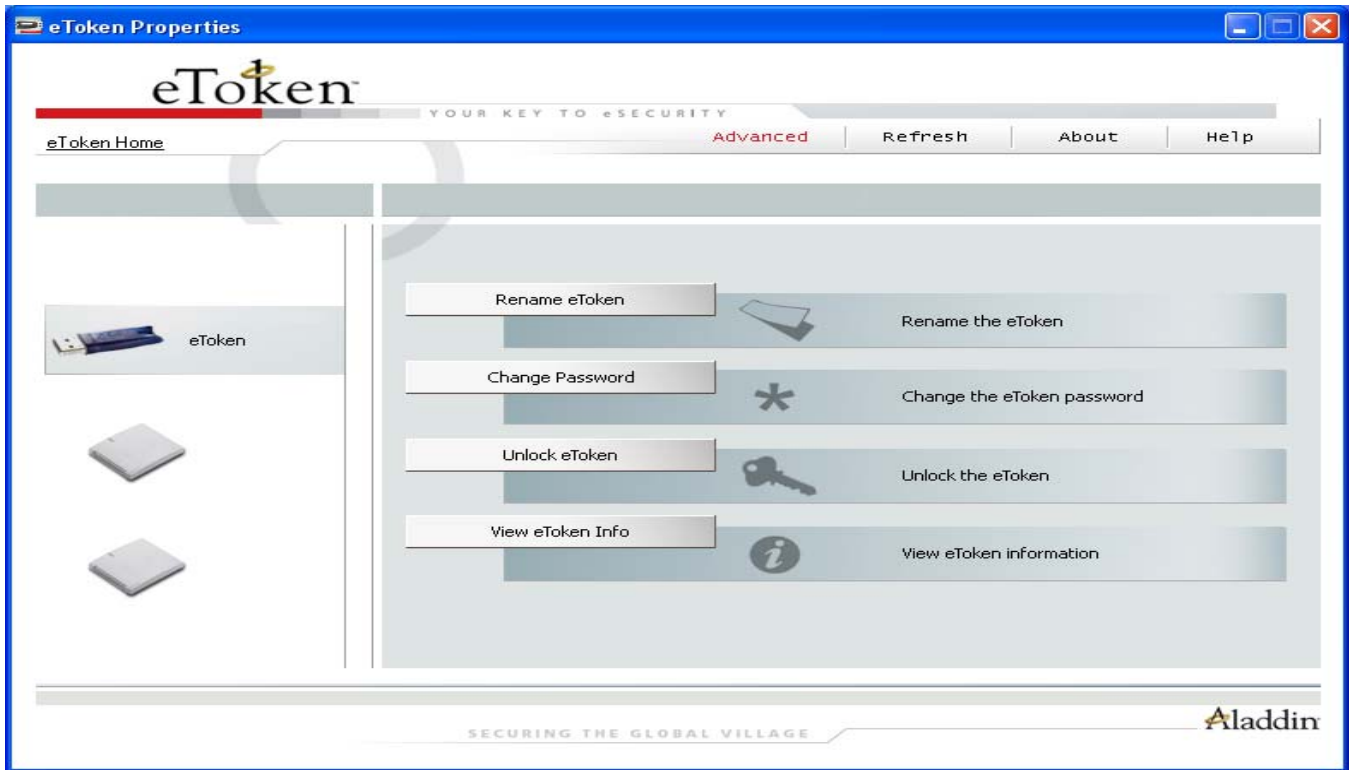 eToken Properties
eToken
YOUR KEY TO eSECURITY
eToken Home
Advanced
Refresh
About
Help
eToken
Rename eToken
Rename the eToken
Change Password
Change the eToken password
Unlock eToken
Unlock the eToken
View eToken Info
View eToken information
SECURING THE GLOBAL VILLAGE
Aladdin